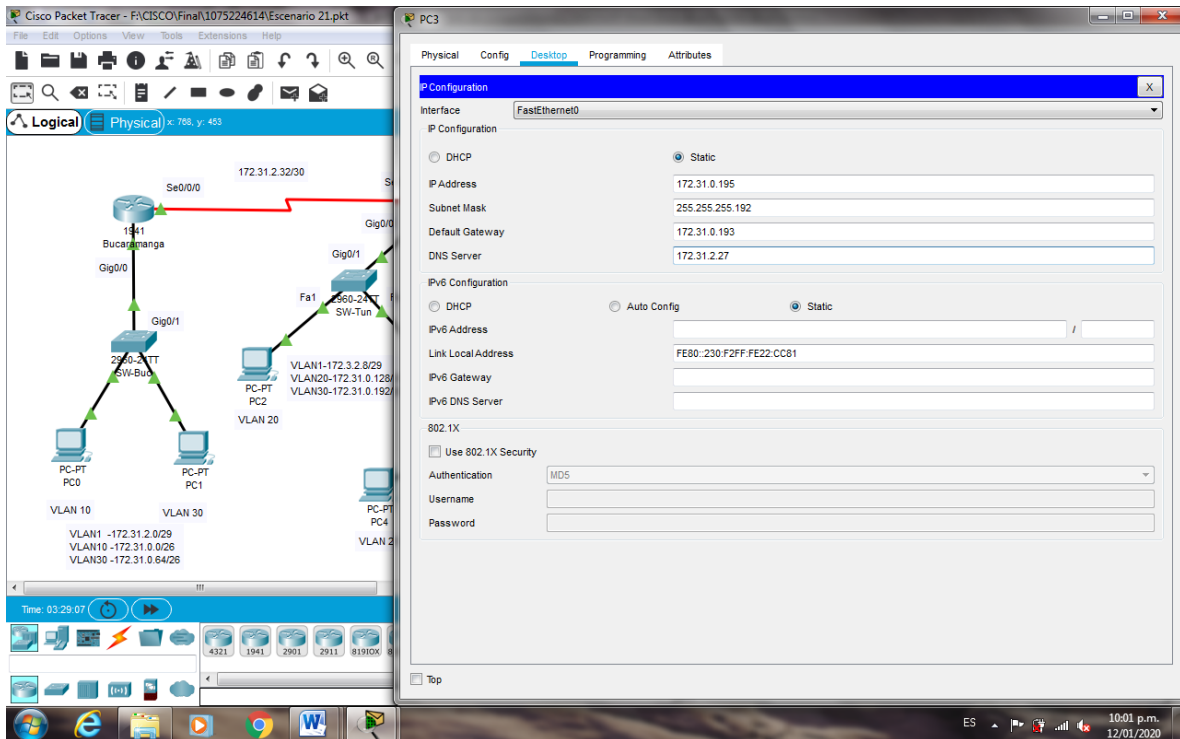 Cisco Packet Tracer - F:\CISCO\Final\1075224614\Escenario 21.pkt
File Edit Options View Tools Extensions Help
Logical
Physical
x: 768, y: 453
172.31.2.32/30
Se0/0/0
1941
Bucaramanga
Gig0/0
Gig0/1
2960-24TT
SW-Buc
PC-PT
PC0
VLAN 10
PC-PT
PC1
VLAN 30
VLAN1 -172.31.2.0/29
VLAN10 -172.31.0.0/26
VLAN30 -172.31.0.64/26
Gig0/0
Gig0/1
Fa1
2960-24TT
SW-Tun
PC-PT
PC2
VLAN 20
VLAN1-172.3.2.8/29
VLAN20-172.31.0.128/
VLAN30-172.31.0.192/
PC-PT
PC4
VLAN 2
Time: 03:29:07
4321 1941 2901 2911 819IOX
PC3
Physical Config Desktop Programming Attributes
IP Configuration
X
Interface FastEthernet0
IP Configuration
DHCP Static
IP Address 172.31.0.195
Subnet Mask 255.255.255.192
Default Gateway 172.31.0.193
DNS Server 172.31.2.27
IPv6 Configuration
DHCP Auto Config Static
IPv6 Address /
Link Local Address FE80::230:F2FF:FE22:CC81
IPv6 Gateway
IPv6 DNS Server
802.1X
Use 802.1X Security
Authentication MD5
Username
Password
Top
ES
10:01 p.m.
12/01/2020